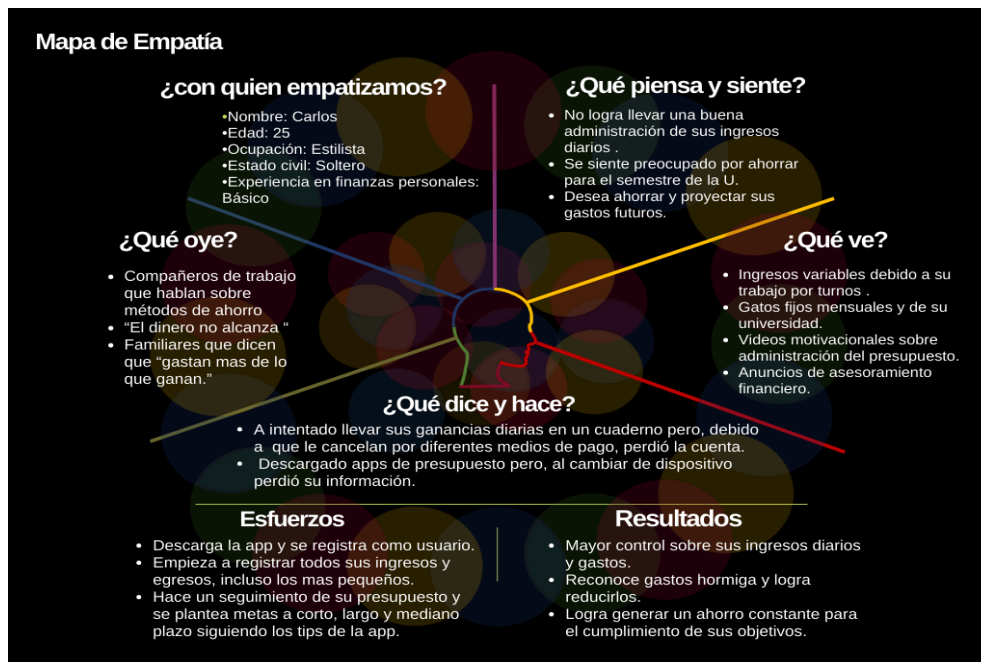 Mapa de Empatía
¿con quien empatizamos?
•Nombre: Carlos
•Edad: 25
•Ocupación: Estilista
•Estado civil: Soltero
•Experiencia en finanzas personales:
Básico
¿Qué piensa y siente?
• No logra llevar una buena
administración de sus ingresos
diarios .
• Se siente preocupado por ahorrar
para el semestre de la U.
• Desea ahorrar y proyectar sus
gastos futuros.
¿Qué oye?
• Compañeros de trabajo
que hablan sobre
métodos de ahorro
• “El dinero no alcanza “
• Familiares que dicen
que “gastan mas de lo
que ganan.”
¿Qué ve?
• Ingresos variables debido a su
trabajo por turnos .
• Gatos fijos mensuales y de su
universidad.
• Videos motivacionales sobre
administración del presupuesto.
• Anuncios de asesoramiento
financiero.
¿Qué dice y hace?
• A intentado llevar sus ganancias diarias en un cuaderno pero, debido
a que le cancelan por diferentes medios de pago, perdió la cuenta.
• Descargado apps de presupuesto pero, al cambiar de dispositivo
perdió su información.
Esfuerzos
• Descarga la app y se registra como usuario.
• Empieza a registrar todos sus ingresos y
egresos, incluso los mas pequeños.
• Hace un seguimiento de su presupuesto y
se plantea metas a corto, largo y mediano
plazo siguiendo los tips de la app.
Resultados
• Mayor control sobre sus ingresos diarios
y gastos.
• Reconoce gastos hormiga y logra
reducirlos.
• Logra generar un ahorro constante para
el cumplimiento de sus objetivos.